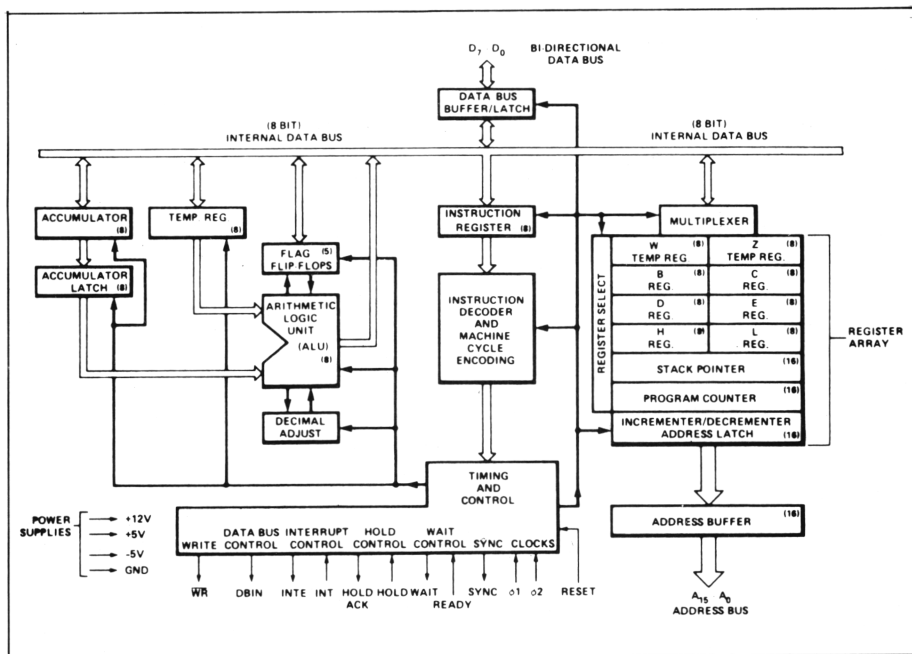 D7 D0 BI-DIRECTIONAL
DATA BUS
DATA BUS
BUFFER/LATCH
(8 BIT)
INTERNAL DATA BUS
(8 BIT)
INTERNAL DATA BUS
ACCUMULATOR
(8)
TEMP REG
(8)
INSTRUCTION
REGISTER (8)
MULTIPLEXER
ACCUMULATOR
LATCH (8)
FLAG (5)
FLIP-FLOPS
ARITHMETIC
LOGIC
UNIT
(ALU)
(8)
DECIMAL
ADJUST
INSTRUCTION
DECODER
AND
MACHINE
CYCLE
ENCODING
REGISTER SELECT
W (8)
TEMP REG.
Z (8)
TEMP REG.
B (8)
REG.
C (8)
REG.
D (8)
REG.
E (8)
REG.
H (8)
REG.
L (8)
REG.
STACK POINTER (16)
PROGRAM COUNTER (16)
INCREMENTER/DECREMENTER
ADDRESS LATCH (16)
REGISTER
ARRAY
TIMING
AND
CONTROL
DATA BUS INTERRUPT HOLD WAIT
WRITE CONTROL CONTROL CONTROL CONTROL SYNC CLOCKS
ADDRESS BUFFER (16)
POWER
SUPPLIES
+12V
+5V
-5V
GND
W̅R̅ DBIN INTE INT HOLD HOLD WAIT SYNC ϕ1 ϕ2 RESET
ACK READY
A15 A0
ADDRESS BUS